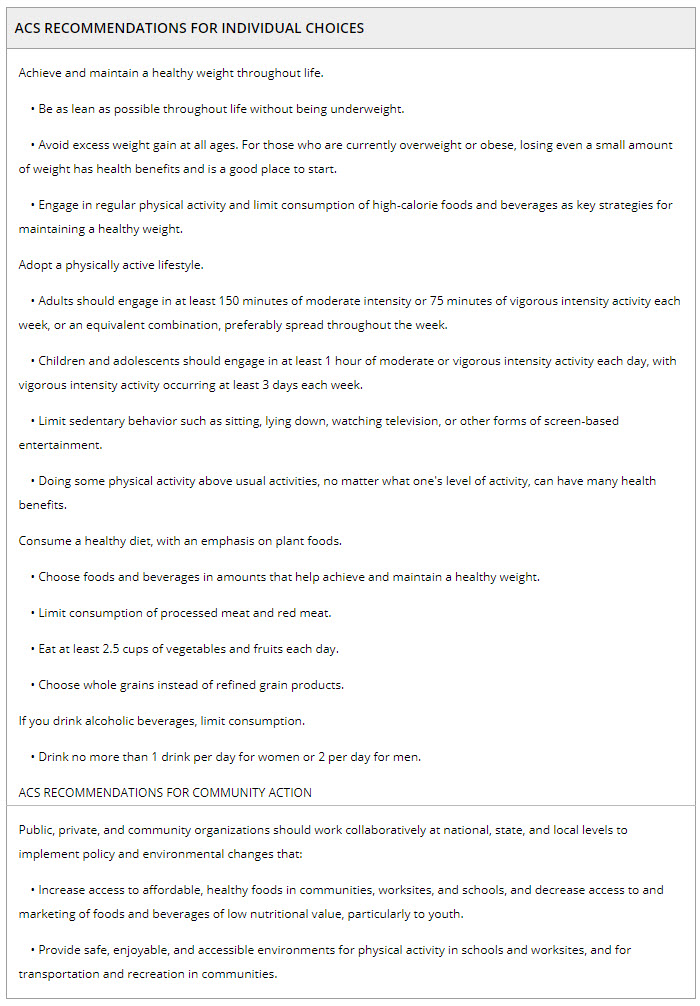 ACS RECOMMENDATIONS FOR INDIVIDUAL CHOICES
Achieve and maintain a healthy weight throughout life.
• Be as lean as possible throughout life without being underweight.
• Avoid excess weight gain at all ages. For those who are currently overweight or obese, losing even a small amount
of weight has health benefits and is a good place to start.
• Engage in regular physical activity and limit consumption of high-calorie foods and beverages as key strategies for
maintaining a healthy weight.
Adopt a physically active lifestyle.
• Adults should engage in at least 150 minutes of moderate intensity or 75 minutes of vigorous intensity activity each
week, or an equivalent combination, preferably spread throughout the week.
• Children and adolescents should engage in at least 1 hour of moderate or vigorous intensity activity each day, with
vigorous intensity activity occurring at least 3 days each week.
• Limit sedentary behavior such as sitting, lying down, watching television, or other forms of screen-based
entertainment.
• Doing some physical activity above usual activities, no matter what one's level of activity, can have many health
benefits.
Consume a healthy diet, with an emphasis on plant foods.
• Choose foods and beverages in amounts that help achieve and maintain a healthy weight.
• Limit consumption of processed meat and red meat.
• Eat at least 2.5 cups of vegetables and fruits each day.
• Choose whole grains instead of refined grain products.
If you drink alcoholic beverages, limit consumption.
• Drink no more than 1 drink per day for women or 2 per day for men.
ACS RECOMMENDATIONS FOR COMMUNITY ACTION
Public, private, and community organizations should work collaboratively at national, state, and local levels to
implement policy and environmental changes that:
• Increase access to affordable, healthy foods in communities, worksites, and schools, and decrease access to and
marketing of foods and beverages of low nutritional value, particularly to youth.
• Provide safe, enjoyable, and accessible environments for physical activity in schools and worksites, and for
transportation and recreation in communities.